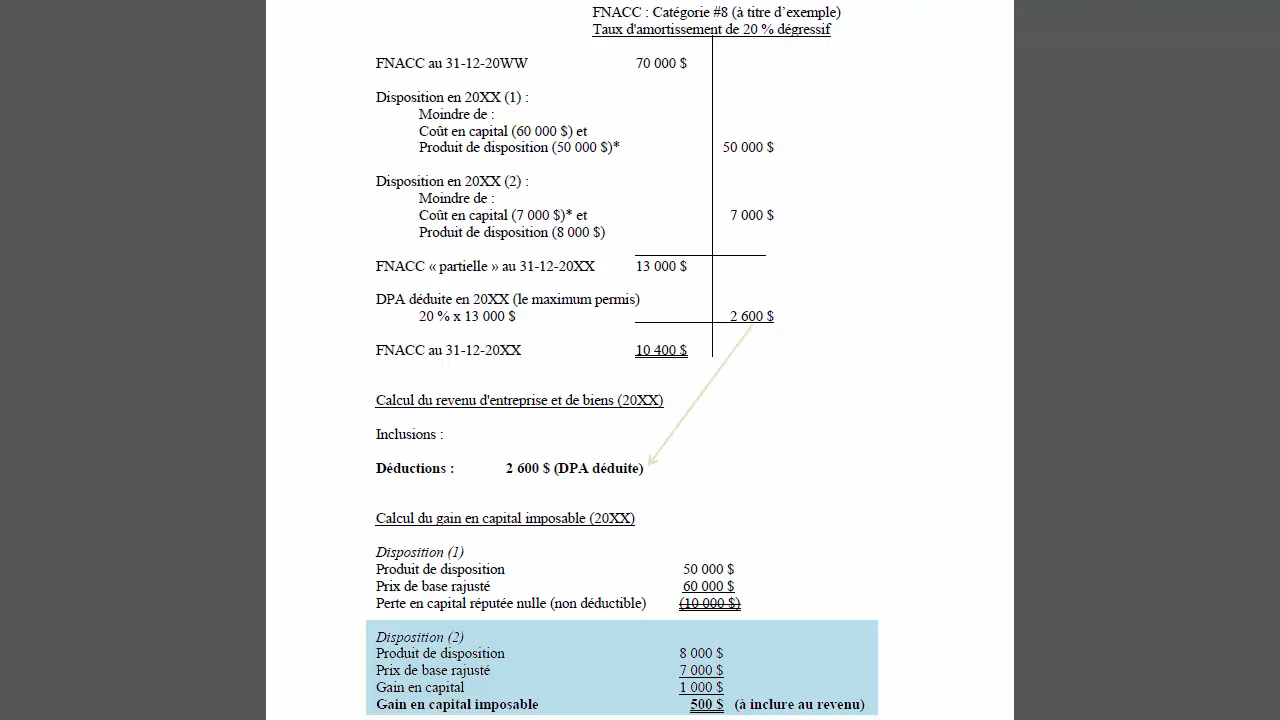 FNACC : Catégorie #8 (à titre d’exemple)
Taux d'amortissement de 20 % dégressif
FNACC au 31-12-20WW 70 000 $
Disposition en 20XX (1) :
Moindre de :
Coût en capital (60 000 $) et
Produit de disposition (50 000 $)* 50 000 $
Disposition en 20XX (2) :
Moindre de :
Coût en capital (7 000 $)* et 7 000 $
Produit de disposition (8 000 $)
FNACC « partielle » au 31-12-20XX 13 000 $
DPA déduite en 20XX (le maximum permis)
20 % x 13 000 $ 2 600 $
FNACC au 31-12-20XX 10 400 $
Calcul du revenu d'entreprise et de biens (20XX)
Inclusions :
Déductions : 2 600 $ (DPA déduite)
Calcul du gain en capital imposable (20XX)
Disposition (1)
Produit de disposition 50 000 $
Prix de base rajusté 60 000 $
Perte en capital réputée nulle (non déductible) (10 000 $)
Disposition (2)
Produit de disposition 8 000 $
Prix de base rajusté 7 000 $
Gain en capital 1 000 $
Gain en capital imposable 500 $ (à inclure au revenu)